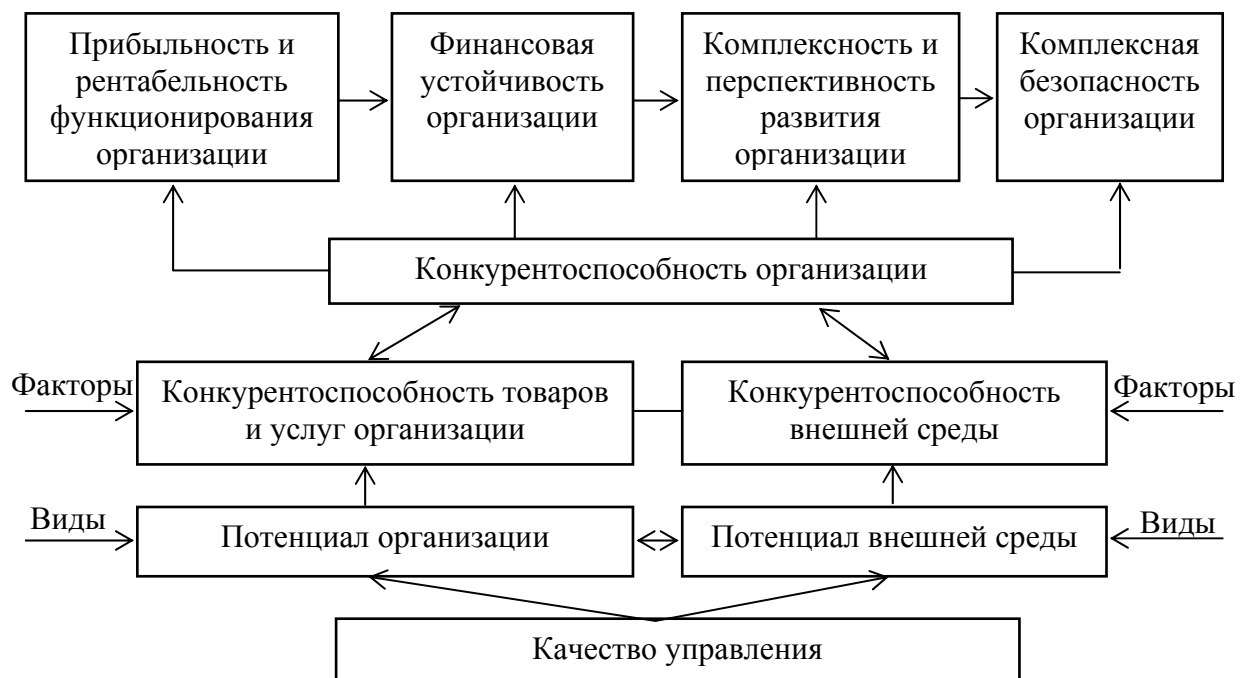 Прибыльность и
рентабельность
функционирования
организации
Финансовая
устойчивость
организации
Комплексность и
перспективность
развития
организации
Комплексная
безопасность
организации
Конкурентоспособность организации
Факторы
Конкурентоспособность товаров
и услуг организации
Конкурентоспособность
внешней среды
Факторы
Виды
Потенциал организации
Потенциал внешней среды
Виды
Качество управления